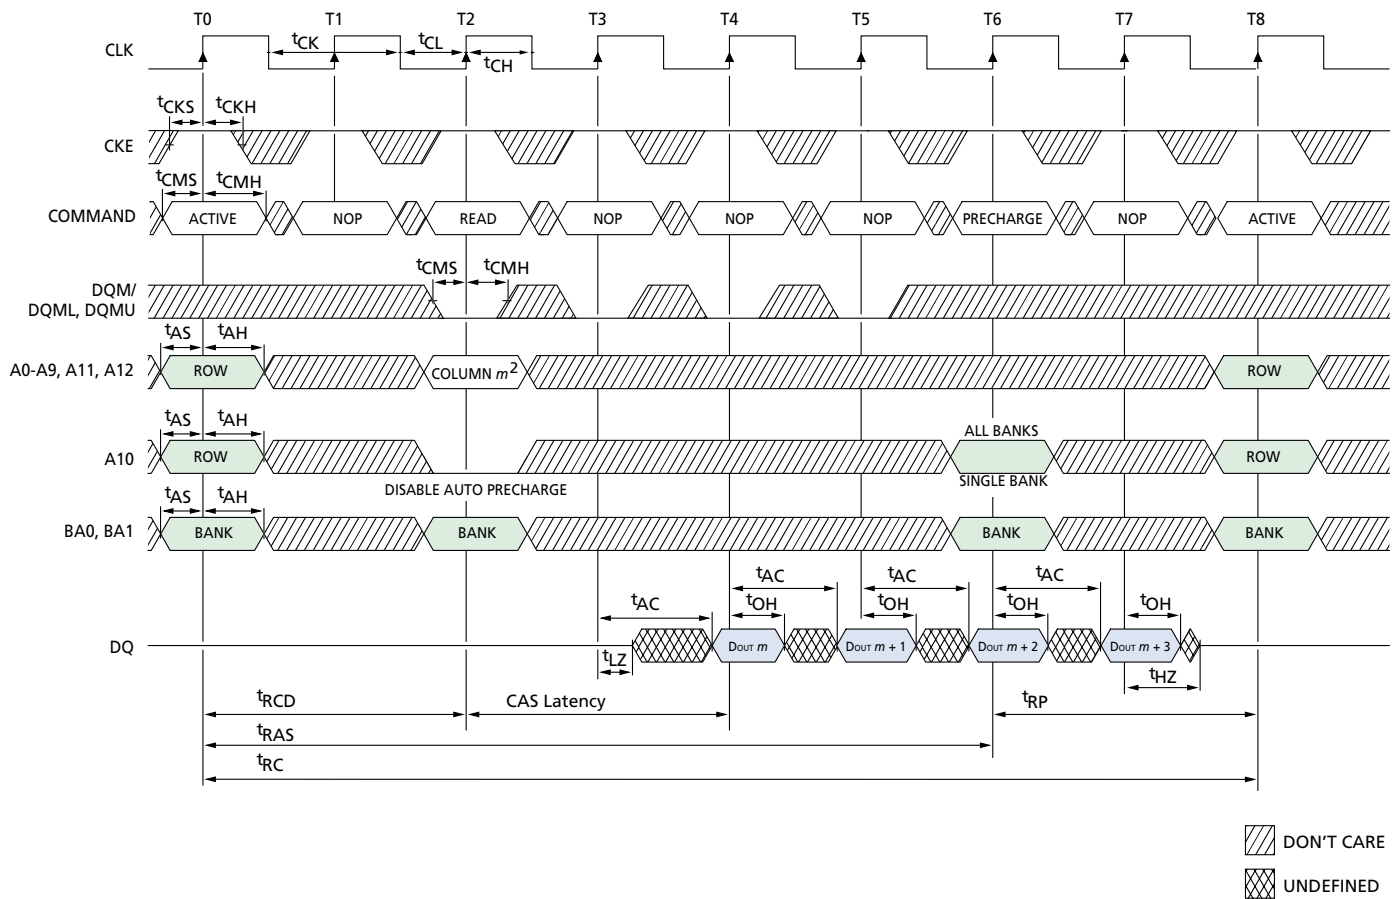 T0 T1 T2 T3 T4 T5 T6 T7 T8
CLK
tCK tCL
tCH
tCKS tCKH
CKE
tCMS tCMH
COMMAND ACTIVE NOP READ NOP NOP NOP PRECHARGE NOP ACTIVE
tCMS tCMH
DQM/
DQML, DQMU
tAS tAH
A0-A9, A11, A12 ROW COLUMN m2 ROW
tAS tAH ALL BANKS
A10 ROW ROW
DISABLE AUTO PRECHARGE SINGLE BANK
tAS tAH
BA0, BA1 BANK BANK BANK BANK
tAC tAC tAC
tAC tOH tOH tOH tOH
DQ DOUT m DOUT m + 1 DOUT m + 2 DOUT m + 3
tLZ tHZ
tRCD CAS Latency tRP
tRAS
tRC
DON'T CARE
UNDEFINED